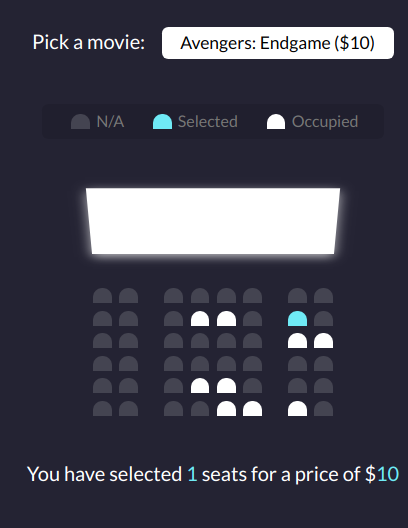 Pick a movie: Avengers: Endgame ($10)
N/A Selected Occupied
You have selected 1 seats for a price of $10